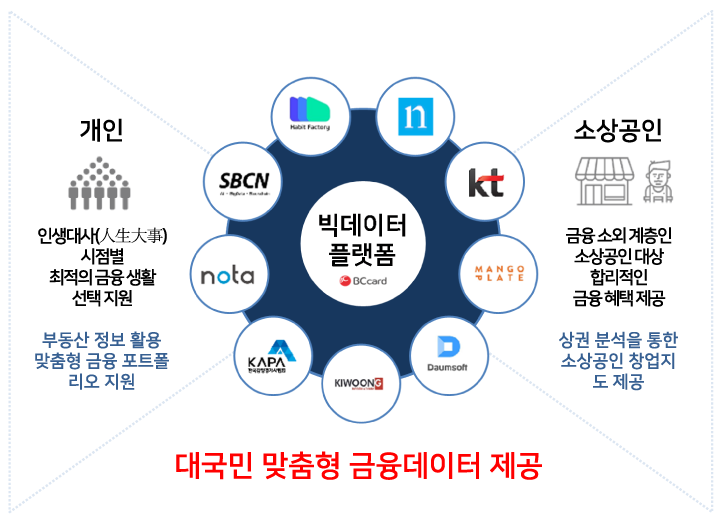 개인
인생대사(人生大事)
시점별
최적의 금융 생활
선택 지원
부동산 정보 활용
맞춤형 금융 포트폴
리오 지원
Habit Factory
n
SBCN
AI · BigData · Blockchain
kt
nota
MANGO
PLATE
KAPA
한국감정평가사협회
KIWOONG
Daumsoft
빅데이터
플랫폼
BCcard
소상공인
금융 소외 계층인
소상공인 대상
합리적인
금융 혜택 제공
상권 분석을 통한
소상공인 창업지
도 제공
대국민 맞춤형 금융데이터 제공